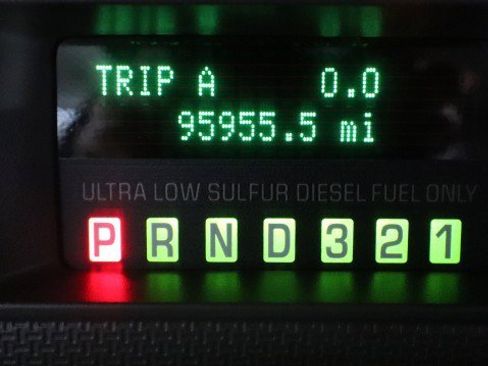 TRIP A 0.0
95955.5 mi
ULTRA LOW SULFUR DIESEL FUEL ONLY
P R N D 3 2 1